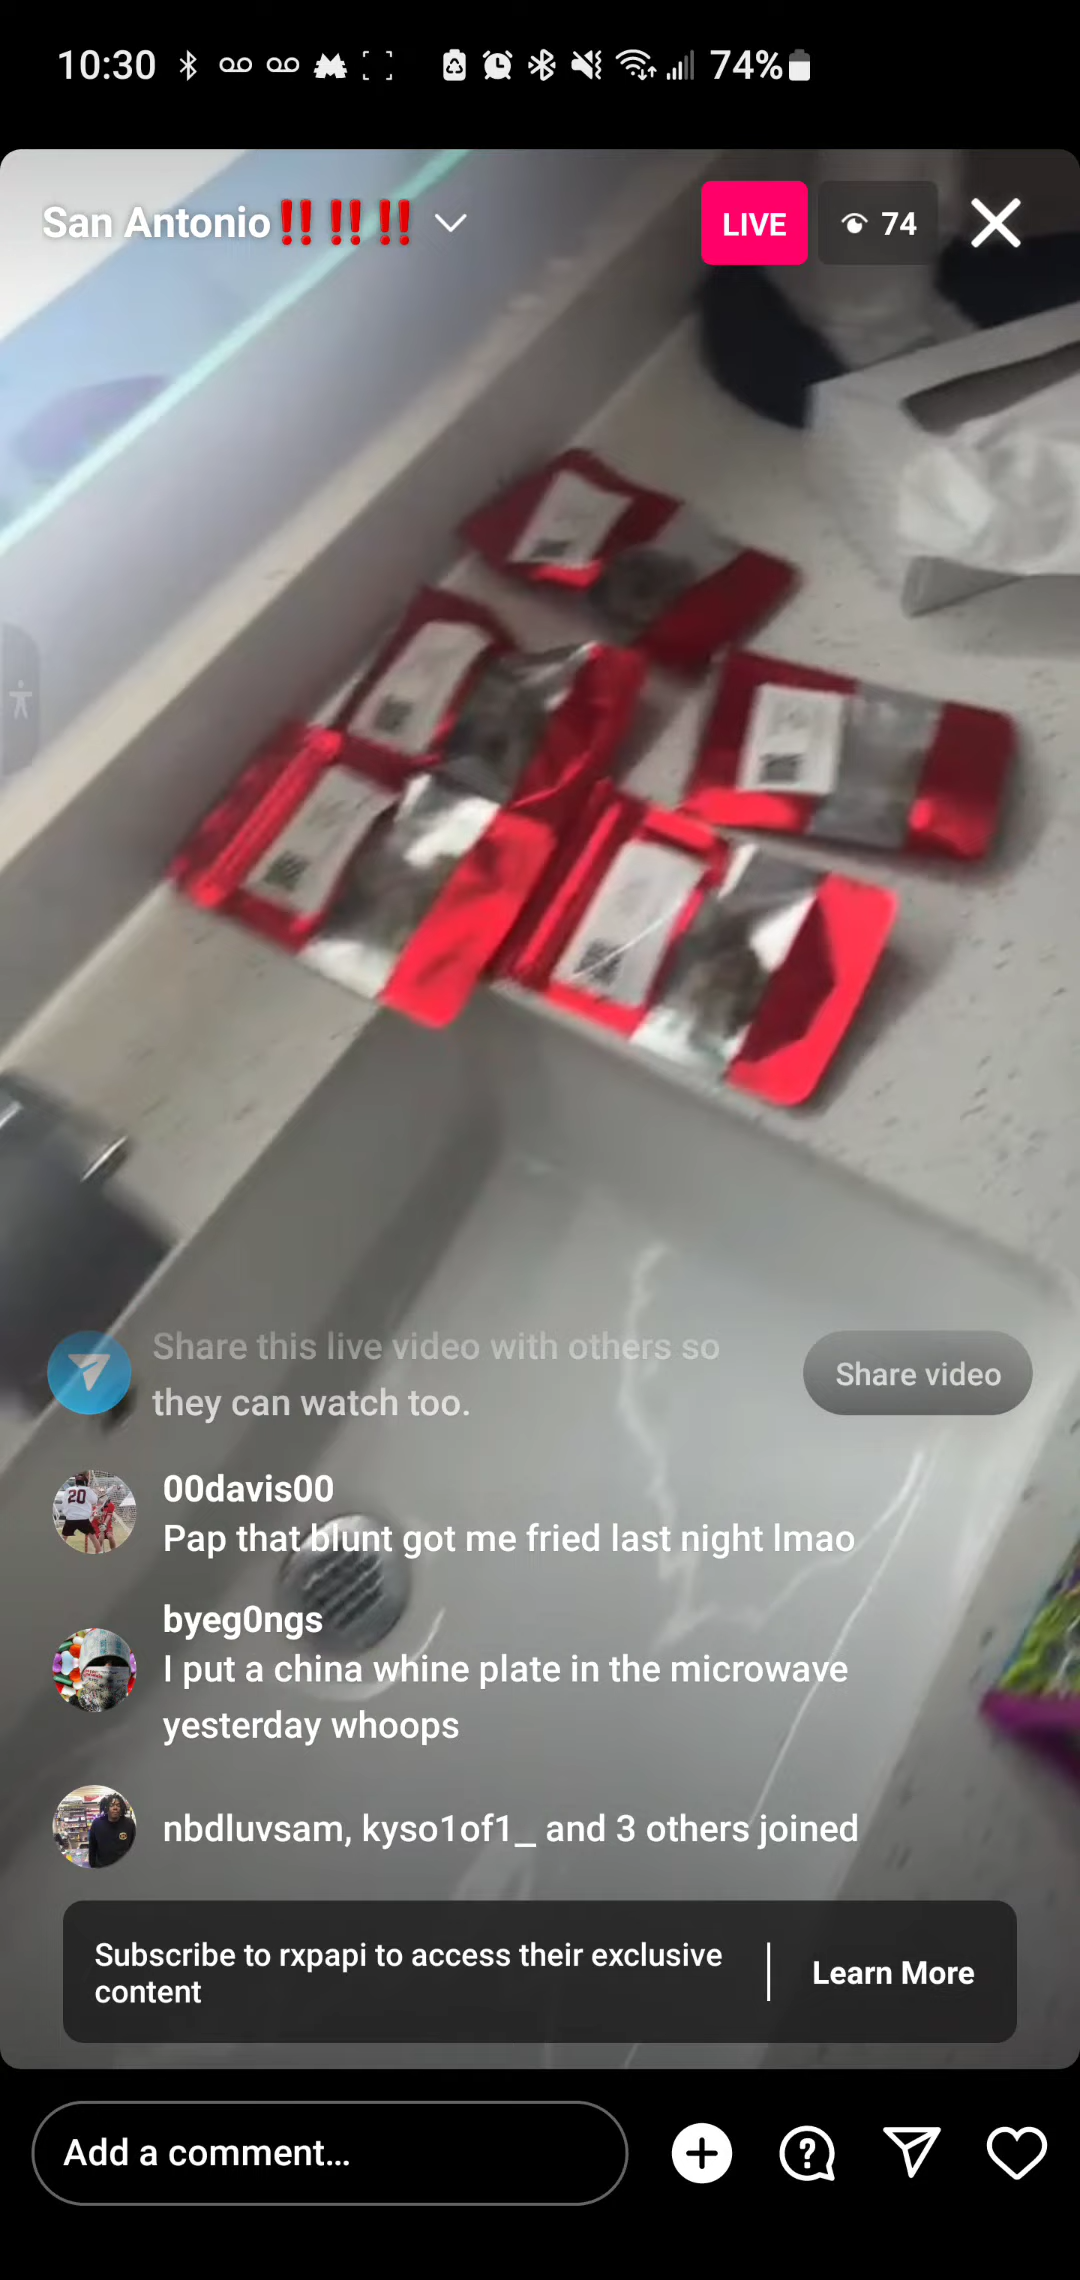 10:30
74%
San Antonio‼️‼️‼️
LIVE
74
Share this live video with others so
they can watch too.
Share video
00davis00
Pap that blunt got me fried last night lmao
byeg0ngs
I put a china whine plate in the microwave
yesterday whoops
nbdluvsam, kyso1of1_ and 3 others joined
Subscribe to rxpapi to access their exclusive
content
Learn More
Add a comment...